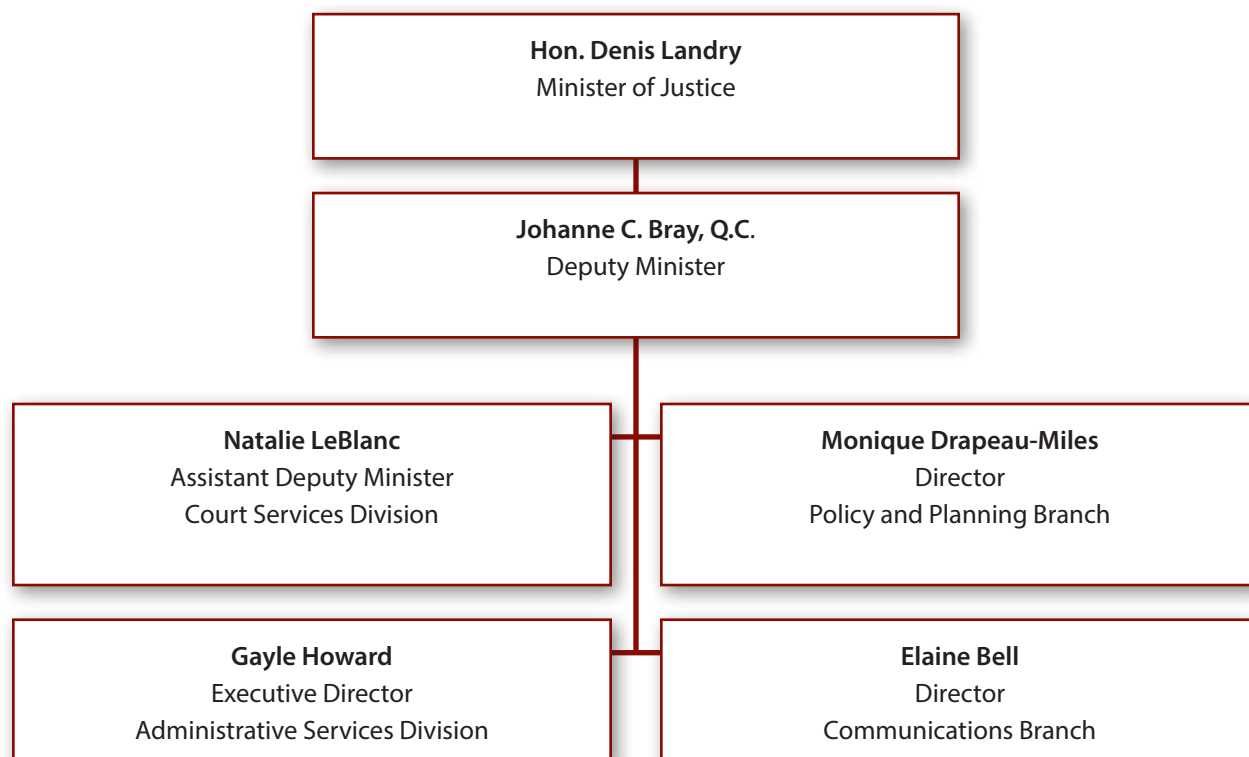 Hon. Denis Landry
Minister of Justice
Johanne C. Bray, Q.C.
Deputy Minister
Natalie LeBlanc
Assistant Deputy Minister
Court Services Division
Monique Drapeau-Miles
Director
Policy and Planning Branch
Gayle Howard
Executive Director
Administrative Services Division
Elaine Bell
Director
Communications Branch